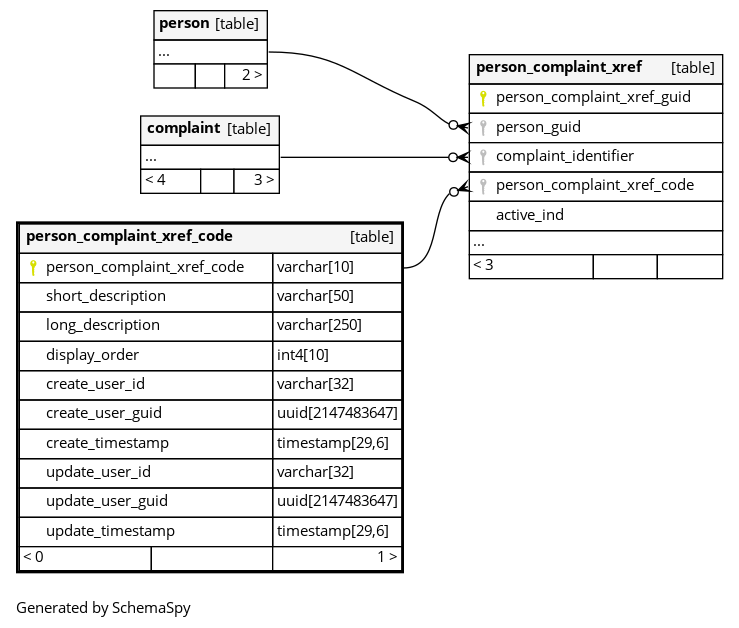 person [table]
...
2 >
complaint [table]
...
< 4 3 >
person_complaint_xref [table]
person_complaint_xref_guid
person_guid
complaint_identifier
person_complaint_xref_code
active_ind
...
< 3
person_complaint_xref_code [table]
person_complaint_xref_code varchar[10]
short_description varchar[50]
long_description varchar[250]
display_order int4[10]
create_user_id varchar[32]
create_user_guid uuid[2147483647]
create_timestamp timestamp[29,6]
update_user_id varchar[32]
update_user_guid uuid[2147483647]
update_timestamp timestamp[29,6]
< 0 1 >
Generated by SchemaSpy